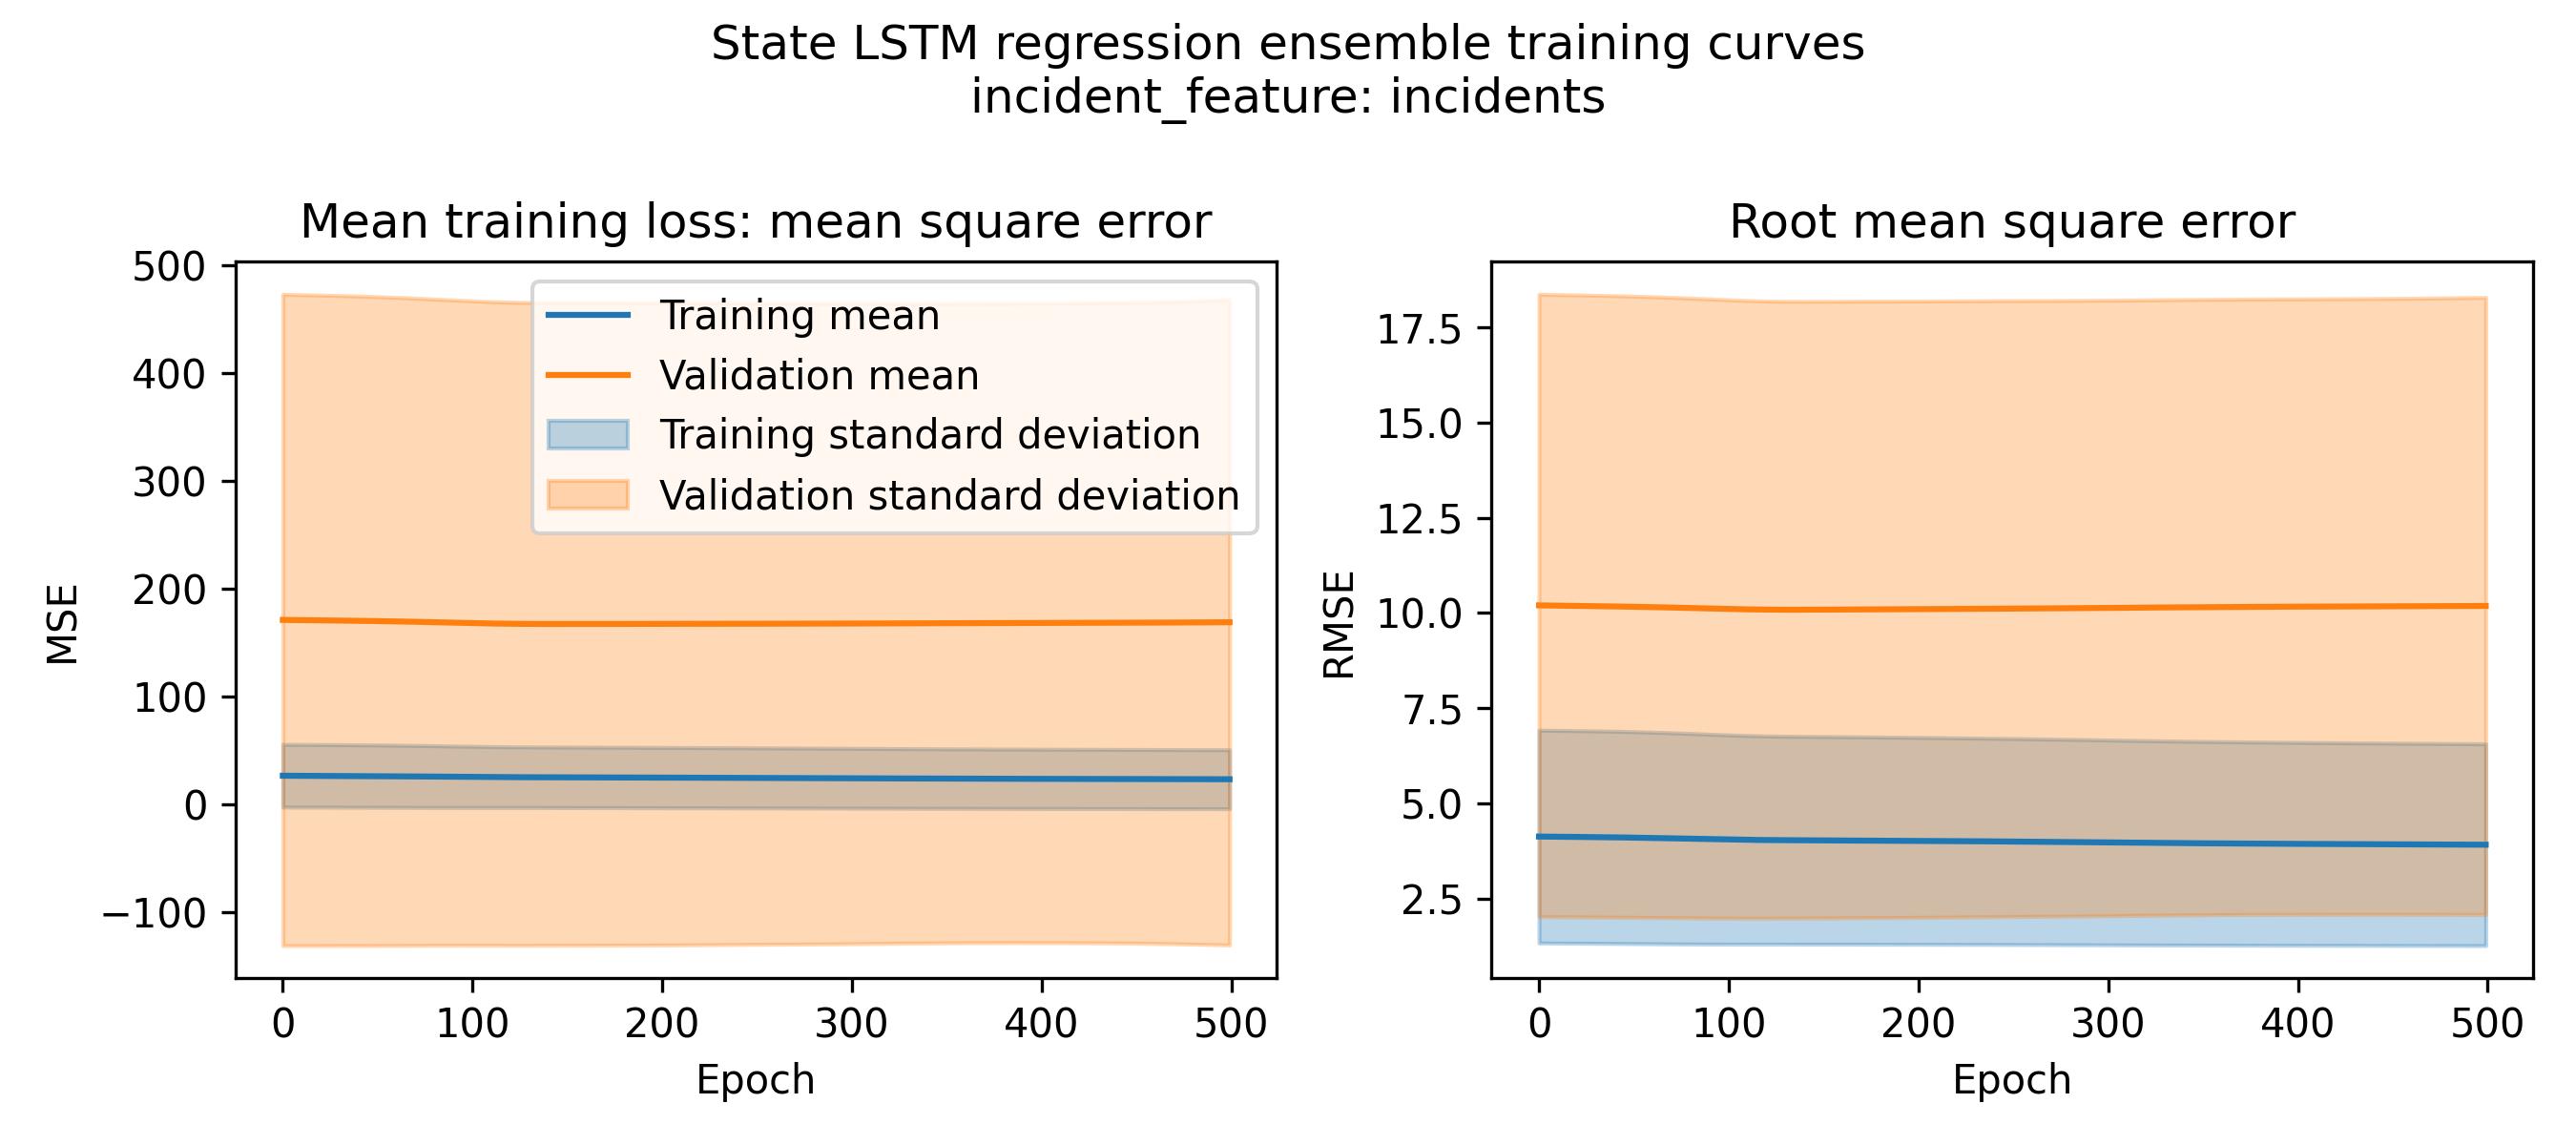 State LSTM regression ensemble training curves
incident_feature: incidents
Mean training loss: mean square error
500
400
300
200
100
0
−100
MSE
Training mean
Validation mean
Training standard deviation
Validation standard deviation
0 100 200 300 400 500
Epoch
Root mean square error
17.5
15.0
12.5
10.0
7.5
5.0
2.5
RMSE
0 100 200 300 400 500
Epoch